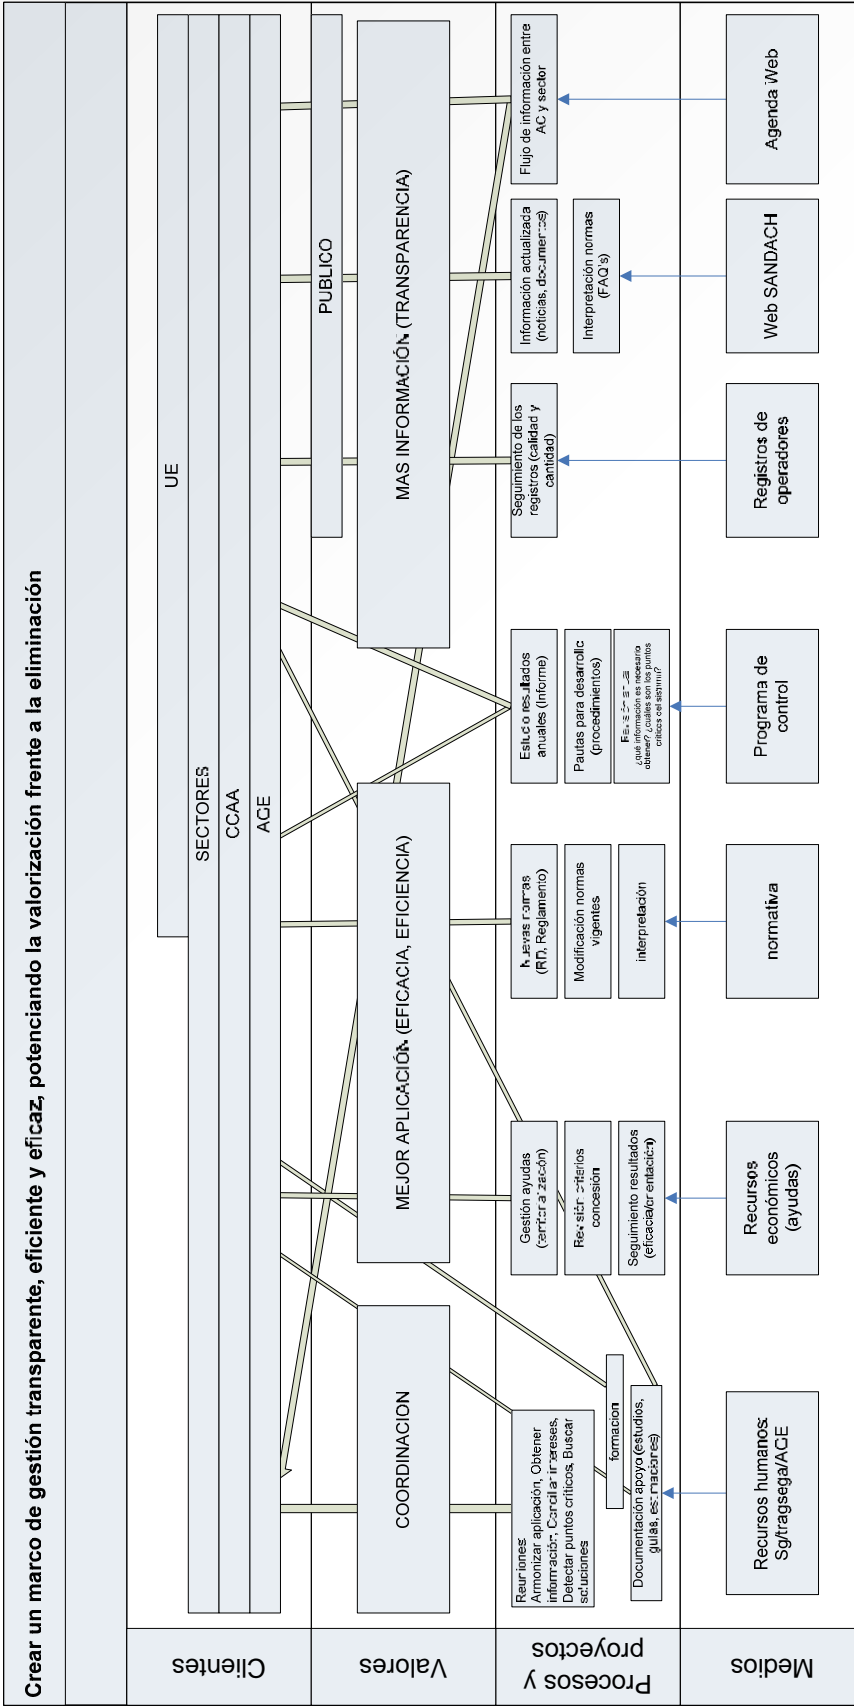 Crear un marco de gestión transparente, eficiente y eficaz, potenciando la valorización frente a la eliminación
Clientes
UE
SECTORES
CCAA
AGE
Valores
PUBLICO
COORDINACION
MEJOR APLICACIÓN (EFICACIA, EFICIENCIA)
MAS INFORMACIÓN (TRANSPARENCIA)
Procesos y
proyectos
Reuniones:
Armonizar aplicación, Obtener
información, Conciliar intereses,
Detectar puntos críticos, Buscar
soluciones
formacion
Documentación apoyo (estudios,
guías, estimaciones)
Gestión ayudas
(territorialización)
Revisión criterios
concesión
Seguimiento resultados
(eficacia/orientación)
Nuevas normas
(RD, Reglamento)
Modificación normas
vigentes
interpretación
Estudio resultados
anuales (Informe)
Pautas para desarrollo
(procedimientos)
¿qué información es necesario
obtener? ¿cuáles son los puntos
críticos del sistema?
Seguimiento de los
registros (calidad y
cantidad)
Información actualizada
(noticias, documentos)
Interpretación normas
(FAQ's)
Flujo de información entre
AC y sector
Medios
Recursos humanos:
Sg/tragsega/AGE
Recursos
económicos
(ayudas)
normativa
Programa de
control
Registros de
operadores
Web SANDACH
Agenda Web